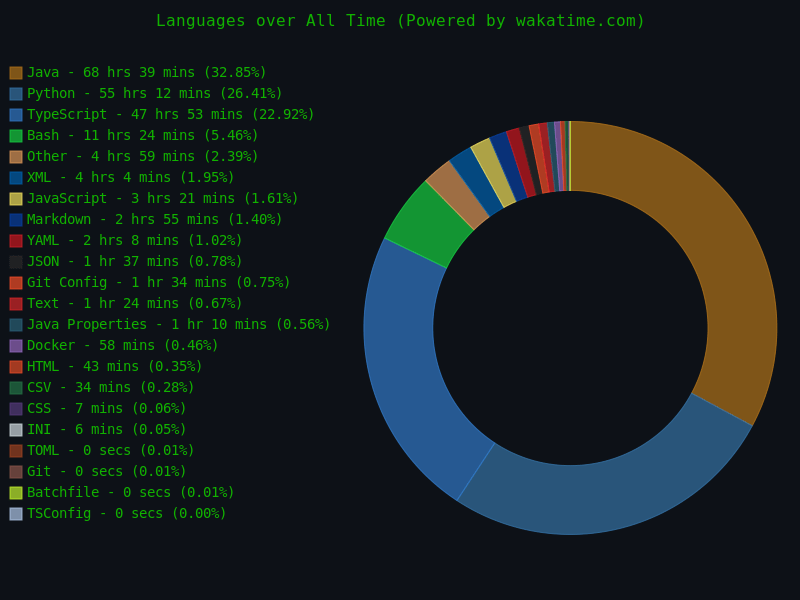 Languages over All Time (Powered by wakatime.com)
Java - 68 hrs 39 mins (32.85%)
Python - 55 hrs 12 mins (26.41%)
TypeScript - 47 hrs 53 mins (22.92%)
Bash - 11 hrs 24 mins (5.46%)
Other - 4 hrs 59 mins (2.39%)
XML - 4 hrs 4 mins (1.95%)
JavaScript - 3 hrs 21 mins (1.61%)
Markdown - 2 hrs 55 mins (1.40%)
YAML - 2 hrs 8 mins (1.02%)
JSON - 1 hr 37 mins (0.78%)
Git Config - 1 hr 34 mins (0.75%)
Text - 1 hr 24 mins (0.67%)
Java Properties - 1 hr 10 mins (0.56%)
Docker - 58 mins (0.46%)
HTML - 43 mins (0.35%)
CSV - 34 mins (0.28%)
CSS - 7 mins (0.06%)
INI - 6 mins (0.05%)
TOML - 0 secs (0.01%)
Git - 0 secs (0.01%)
Batchfile - 0 secs (0.01%)
TSConfig - 0 secs (0.00%)